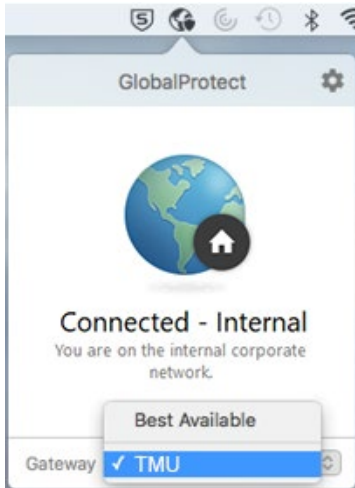 S
GlobalProtect
Connected - Internal
You are on the internal corporate
network.
Best Available
Gateway ✓ TMU